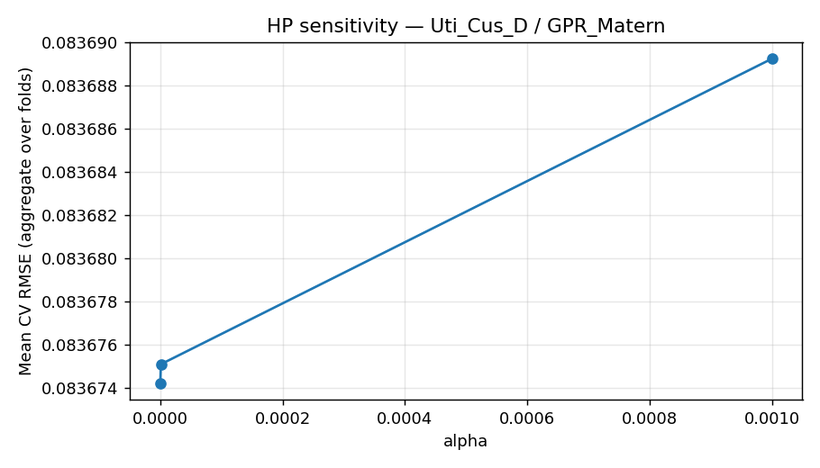 HP sensitivity — Uti_Cus_D / GPR_Matern
Mean CV RMSE (aggregate over folds)
0.083690
0.083688
0.083686
0.083684
0.083682
0.083680
0.083678
0.083676
0.083674
0.0000 0.0002 0.0004 0.0006 0.0008 0.0010
alpha